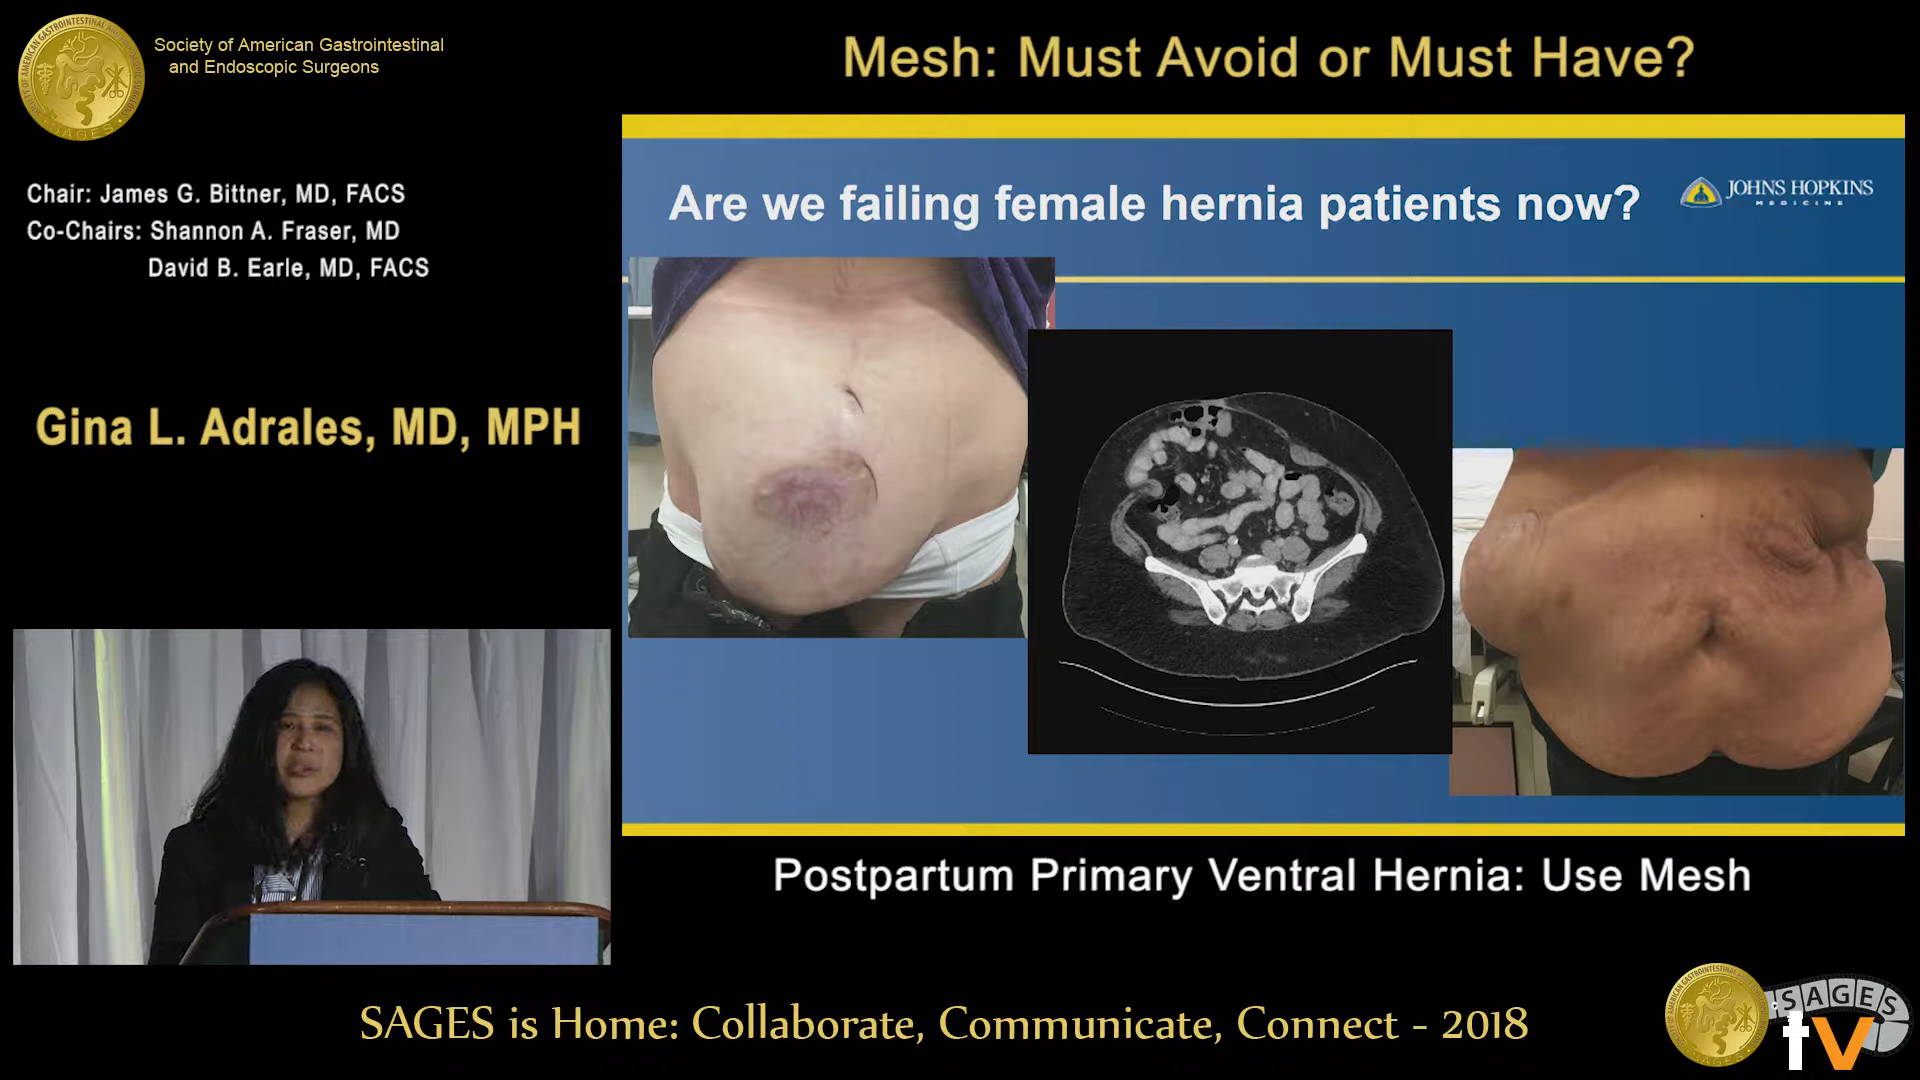 Society of American Gastrointestinal
and Endoscopic Surgeons
Mesh: Must Avoid or Must Have?
Chair: James G. Bittner, MD, FACS
Co-Chairs: Shannon A. Fraser, MD
David B. Earle, MD, FACS
Gina L. Adrales, MD, MPH
Are we failing female hernia patients now?
JOHNS HOPKINS
MEDICINE
Postpartum Primary Ventral Hernia: Use Mesh
SAGES is Home: Collaborate, Communicate, Connect - 2018
SAGES
tv